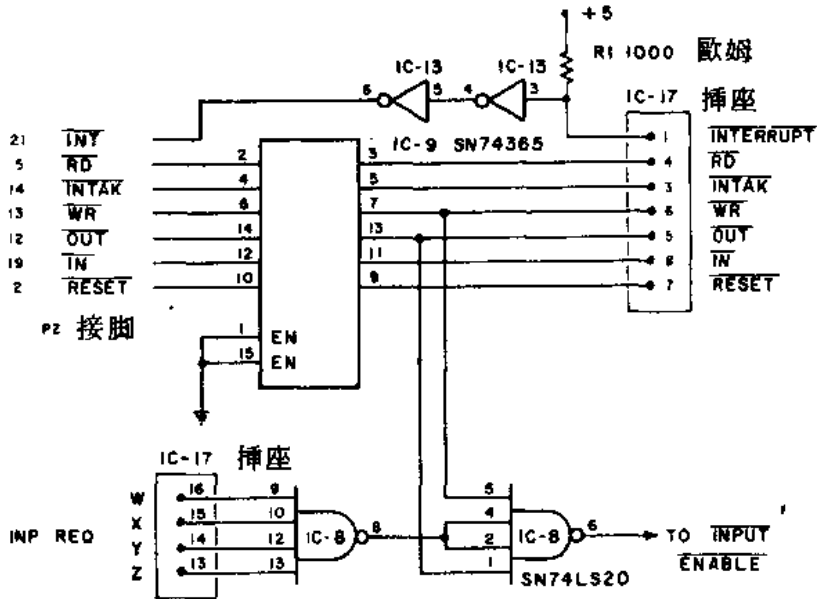 +5
R1 1000 歐姆
IC-13 IC-13
6 5 4 3
IC-17 插座
IC-9 SN74365
21 INT 1 INTERRUPT
5 RD 2 3 4 RD
14 INTAK 4 5 3 INTAK
13 WR 6 7 6 WR
12 OUT 14 13 5 OUT
19 IN 12 11 8 IN
2 RESET 10 9 7 RESET
P2 接脚
1 EN
15 EN
IC-17 插座
W 16 9 5
X 15 10 4
INP REQ IC-8 8 IC-8 6 TO INPUT
Y 14 12 2
ENABLE
Z 13 13 1
SN74LS20